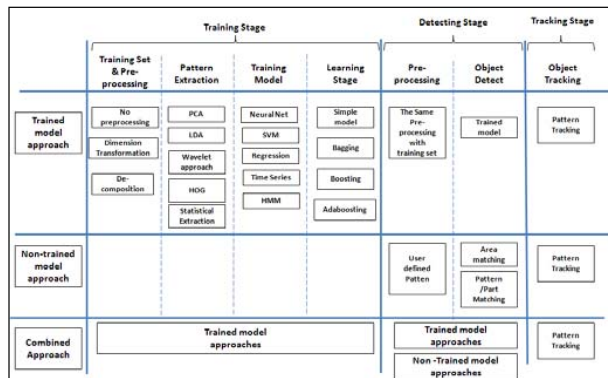 Training Stage
Detecting Stage
Tracking Stage
Training Set
& Pre-
processing
Pattern
Extraction
Training
Model
Learning
Stage
Pre-
processing
Object
Detect
Object
Tracking
Trained
model
approach
No
preprocessing
Dimension
Transformation
De-
composition
PCA
LDA
Wavelet
approach
HOG
Statistical
Extraction
Neural Net
SVM
Regression
Time Series
HMM
Simple
model
Bagging
Boosting
Adaboosting
The Same
Pre-
processing
with
training set
Trained
model
Pattern
Tracking
Non-trained
model
approach
User
defined
Patten
Area
matching
Pattern
/Part
Matching
Pattern
Tracking
Combined
Approach
Trained model
approaches
Trained model
approaches
Non -Trained model
approaches
Pattern
Tracking